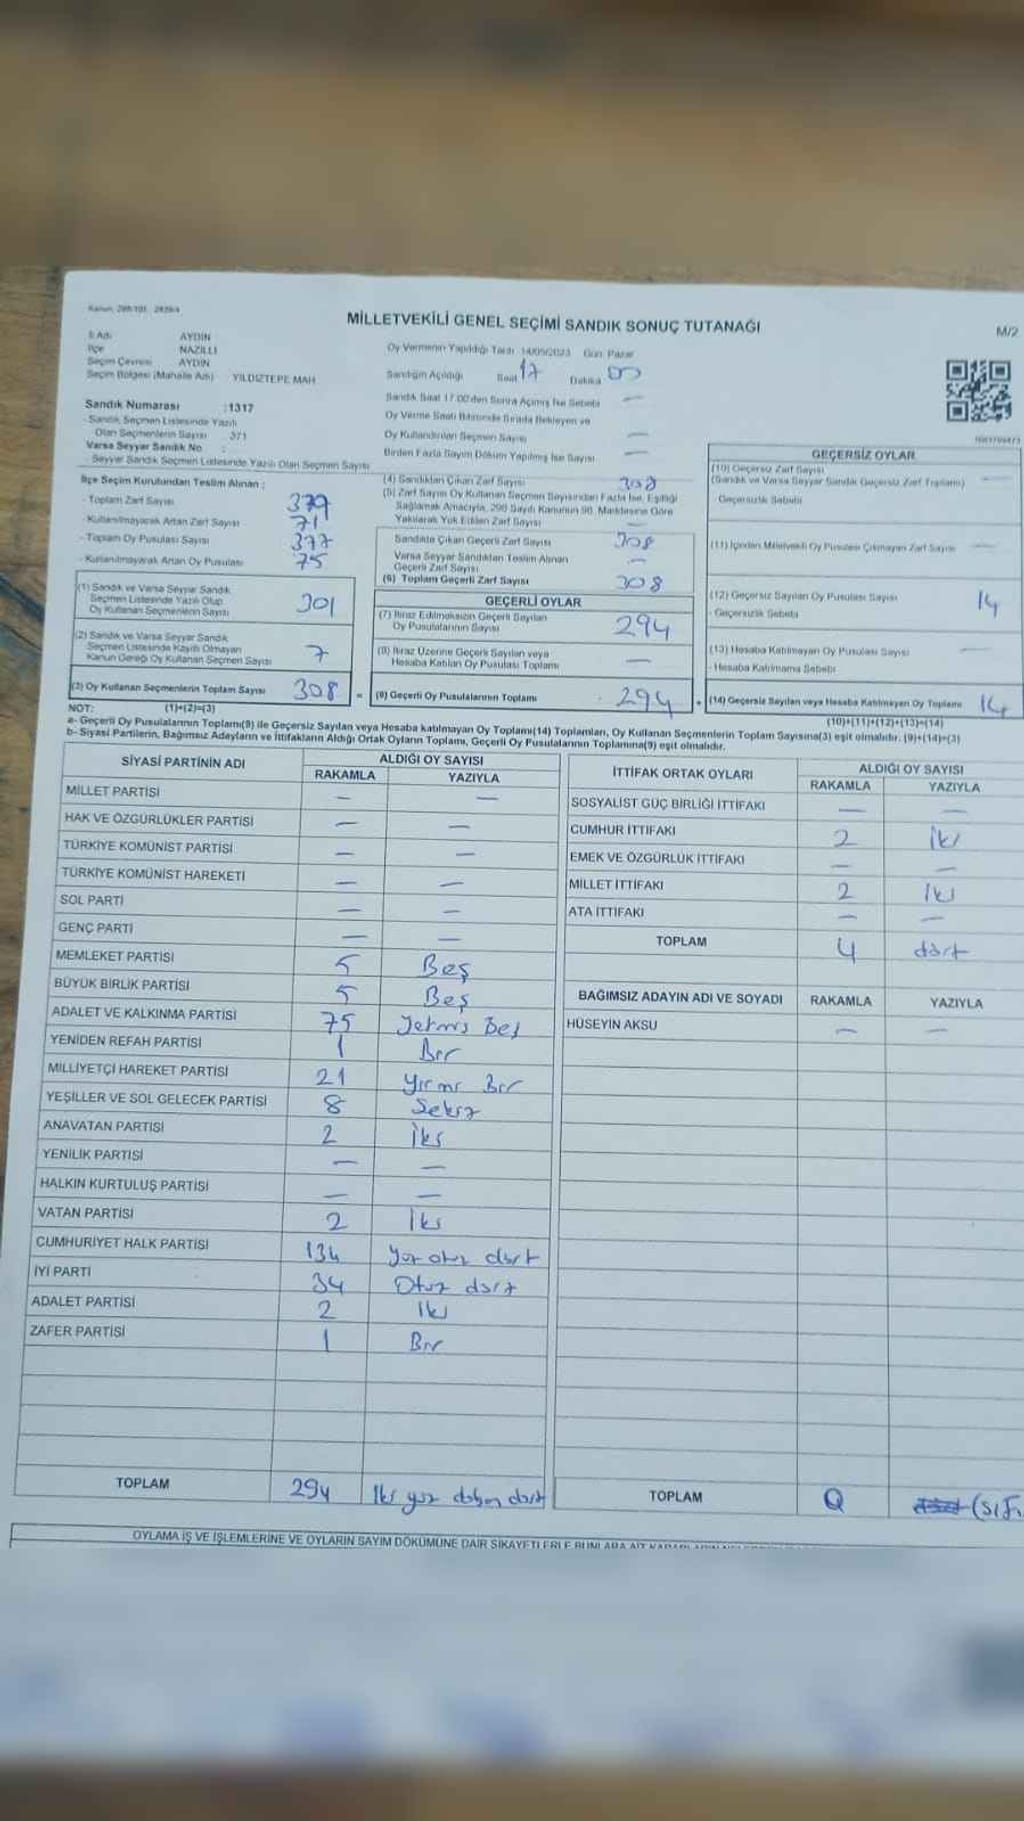 MİLLETVEKİLİ GENEL SEÇİMİ SANDIK SONUÇ TUTANAĞI
M/2
İl Adı AYDIN
İlçe NAZİLLİ
Seçim Çevresi AYDIN
Seçim Bölgesi (Mahalle Adı) YILDIZTEPE MAH.
Sandık Numarası :1317
- Sandık Seçmen Listesinde Yazılı
Olan Seçmenlerin Sayısı 371
Varsa Seyyar Sandık No :
- Seyyar Sandık Seçmen Listesinde Yazılı Olan Seçmen Sayısı
Oy Vermenin Yapıldığı Tarih 14/05/2023 Gün Pazar
Sandığın Açıldığı Saat 17 Dakika 00
Sandık Saat 17.00'den Sonra Açılmış İse Sebebi —
Oy Verme Saati Bitiminde Sırada Bekleyen ve
Oy Kullandırılan Seçmen Sayısı —
Birden Fazla Sayım Döküm Yapılmış İse Sayısı —
İlçe Seçim Kurulundan Teslim Alınan :
- Toplam Zarf Sayısı 379
- Kullanılmayarak Artan Zarf Sayısı 71
- Toplam Oy Pusulası Sayısı 377
- Kullanılmayarak Artan Oy Pusulası 75
(1) Sandık ve Varsa Seyyar Sandık
Seçmen Listesinde Yazılı Olup
Oy Kullanan Seçmenlerin Sayısı 301
(2) Sandık ve Varsa Seyyar Sandık
Seçmen Listesinde Kayıtlı Olmayan
Kanun Gereği Oy Kullanan Seçmen Sayısı 7
(3) Oy Kullanan Seçmenlerin Toplam Sayısı 308
(1)+(2)=(3)
(4) Sandıktan Çıkan Zarf Sayısı 308
(5) Zarf Sayısı Oy Kullanan Seçmen Sayısından Fazla İse, Eşitliği
Sağlamak Amacıyla, 298 Sayılı Kanunun 98. Maddesine Göre
Yakılarak Yok Edilen Zarf Sayısı —
Sandıkta Çıkan Geçerli Zarf Sayısı 308
Varsa Seyyar Sandıktan Teslim Alınan
Geçerli Zarf Sayısı —
(6) Toplam Geçerli Zarf Sayısı 308
GEÇERLİ OYLAR
(7) İtiraz Edilmeksizin Geçerli Sayılan
Oy Pusulalarının Sayısı 294
(8) İtiraz Üzerine Geçerli Sayılan veya
Hesaba Katılan Oy Pusulası Toplamı —
= (9) Geçerli Oy Pusulalarının Toplamı 294
GEÇERSİZ OYLAR
(10) Geçersiz Zarf Sayısı
(Sandık ve Varsa Seyyar Sandık Geçersiz Zarf Toplamı) —
- Geçersizlik Sebebi
(11) İçinden Milletvekili Oy Pusulası Çıkmayan Zarf Sayısı —
(12) Geçersiz Sayılan Oy Pusulası Sayısı 14
- Geçersizlik Sebebi
(13) Hesaba Katılmayan Oy Pusulası Sayısı —
- Hesaba Katılmama Sebebi
+ (14) Geçersiz Sayılan veya Hesaba Katılmayan Oy Toplamı 14
(10)+(11)+(12)+(13)=(14)
NOT:
a- Geçerli Oy Pusulalarının Toplamı(9) ile Geçersiz Sayılan veya Hesaba katılmayan Oy Toplamı(14) Toplamları, Oy Kullanan Seçmenlerin Toplam Sayısına(3) eşit olmalıdır. (9)+(14)=(3)
b- Siyasi Partilerin, Bağımsız Adayların ve İttifakların Aldığı Ortak Oyların Toplamı, Geçerli Oy Pusulalarının Toplamına(9) eşit olmalıdır.
SİYASİ PARTİNİN ADI ALDIĞI OY SAYISI
RAKAMLA YAZIYLA
MİLLET PARTİSİ — —
HAK VE ÖZGÜRLÜKLER PARTİSİ — —
TÜRKİYE KOMÜNİST PARTİSİ — —
TÜRKİYE KOMÜNİST HAREKETİ — —
SOL PARTİ — —
GENÇ PARTİ — —
MEMLEKET PARTİSİ 5 Beş
BÜYÜK BİRLİK PARTİSİ 5 Beş
ADALET VE KALKINMA PARTİSİ 75 Yetmiş Beş
YENİDEN REFAH PARTİSİ 1 Bir
MİLLİYETÇİ HAREKET PARTİSİ 21 Yirmi Bir
YEŞİLLER VE SOL GELECEK PARTİSİ 8 Sekiz
ANAVATAN PARTİSİ 2 İki
YENİLİK PARTİSİ — —
HALKIN KURTULUŞ PARTİSİ — —
VATAN PARTİSİ 2 İki
CUMHURİYET HALK PARTİSİ 134 Yüz otuz dört
İYİ PARTİ 34 Otuz dört
ADALET PARTİSİ 2 İki
ZAFER PARTİSİ 1 Bir
TOPLAM 294 İki yüz doksan dört
İTTİFAK ORTAK OYLARI ALDIĞI OY SAYISI
RAKAMLA YAZIYLA
SOSYALİST GÜÇ BİRLİĞİ İTTİFAKI — —
CUMHUR İTTİFAKI 2 İki
EMEK VE ÖZGÜRLÜK İTTİFAKI — —
MİLLET İTTİFAKI 2 İki
ATA İTTİFAKI — —
TOPLAM 4 dört
BAĞIMSIZ ADAYIN ADI VE SOYADI RAKAMLA YAZIYLA
HÜSEYİN AKSU — —
TOPLAM 0 (Sıf
OYLAMA İŞ VE İŞLEMLERİNE VE OYLARIN SAYIM DÖKÜMÜNE DAİR ŞİKAYETLERLE BUNLARA AİT